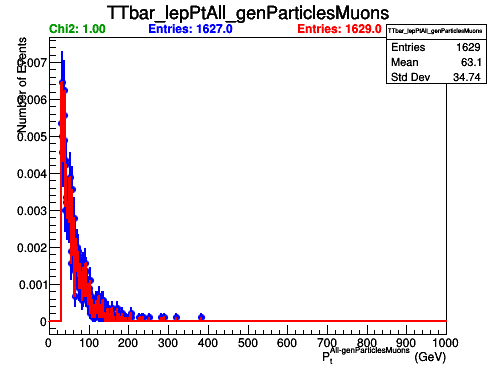 TTbar_lepPtAll_genParticlesMuons
Chi2: 1.00 Entries: 1627.0 Entries: 1629.0
TTbar_lepPtAll_genParticlesMuons
Entries 1629
Mean 63.1
Std Dev 34.74
Number of Events
0.007
0.006
0.005
0.004
0.003
0.002
0.001
0
0 100 200 300 400 500 600 700 800 900 1000
P_t^All-genParticlesMuons (GeV)